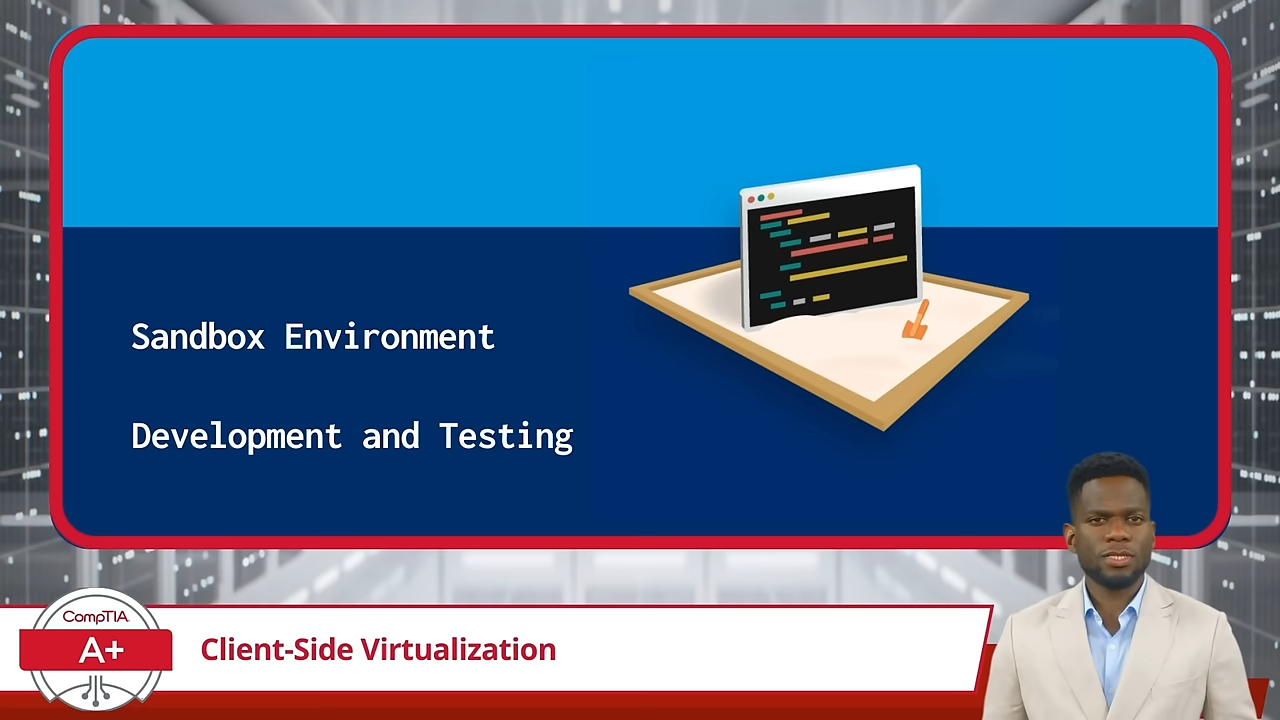 Sandbox Environment
Development and Testing
CompTIA
A+
Client-Side Virtualization